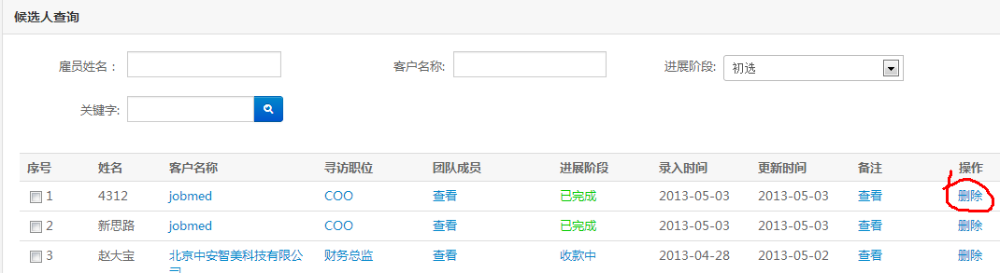 候选人查询
雇员姓名： 客户名称: 进展阶段: 初选
关键字:
序号 姓名 客户名称 寻访职位 团队成员 进展阶段 录入时间 更新时间 备注 操作
1 4312 jobmed COO 查看 已完成 2013-05-03 2013-05-03 查看 删除
2 新思路 jobmed COO 查看 已完成 2013-05-03 2013-05-03 查看 删除
3 赵大宝 北京中安智美科技有限公 财务总监 查看 收款中 2013-04-28 2013-05-02 查看 删除
司